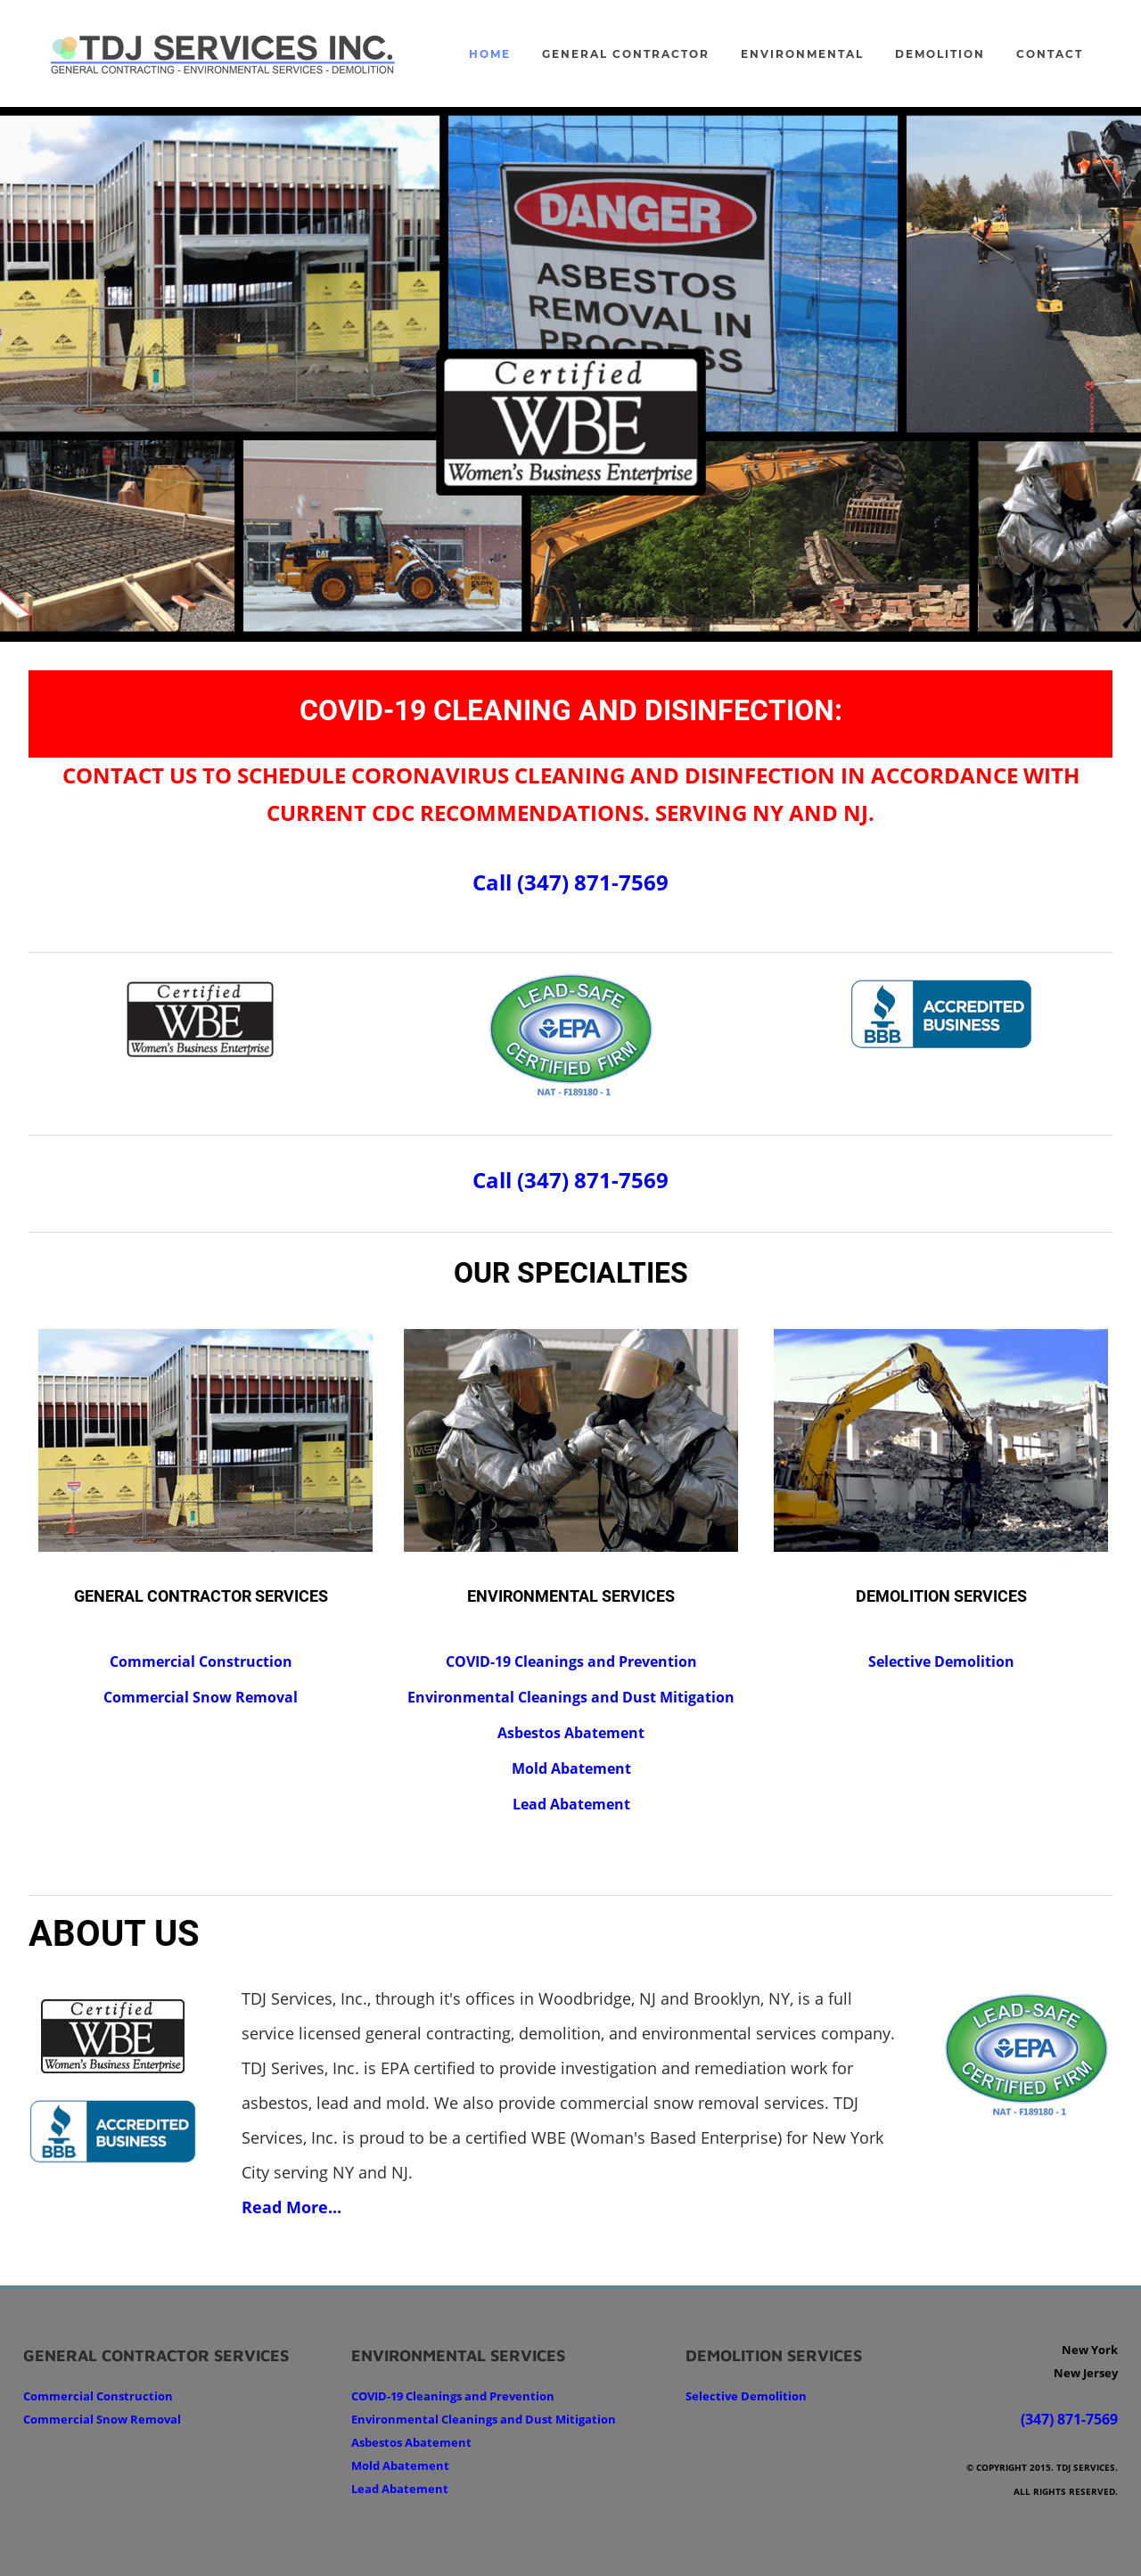 TDJ SERVICES INC.
GENERAL CONTRACTING - ENVIRONMENTAL SERVICES - DEMOLITION
HOME GENERAL CONTRACTOR ENVIRONMENTAL DEMOLITION CONTACT
DANGER
ASBESTOS
REMOVAL IN
PROGRESS
Certified
WBE
Women's Business Enterprise
CAT
COVID-19 CLEANING AND DISINFECTION:
CONTACT US TO SCHEDULE CORONAVIRUS CLEANING AND DISINFECTION IN ACCORDANCE WITH
CURRENT CDC RECOMMENDATIONS. SERVING NY AND NJ.
Call (347) 871-7569
Certified
WBE
Women's Business Enterprise
LEAD-SAFE
EPA
CERTIFIED FIRM
NAT - F189180 - 1
BBB
ACCREDITED
BUSINESS
Call (347) 871-7569
OUR SPECIALTIES
MSA
GENERAL CONTRACTOR SERVICES
Commercial Construction
Commercial Snow Removal
ENVIRONMENTAL SERVICES
COVID-19 Cleanings and Prevention
Environmental Cleanings and Dust Mitigation
Asbestos Abatement
Mold Abatement
Lead Abatement
DEMOLITION SERVICES
Selective Demolition
ABOUT US
Certified
WBE
Women's Business Enterprise
BBB
ACCREDITED
BUSINESS
TDJ Services, Inc., through it's offices in Woodbridge, NJ and Brooklyn, NY, is a full
service licensed general contracting, demolition, and environmental services company.
TDJ Serives, Inc. is EPA certified to provide investigation and remediation work for
asbestos, lead and mold. We also provide commercial snow removal services. TDJ
Services, Inc. is proud to be a certified WBE (Woman's Based Enterprise) for New York
City serving NY and NJ.
Read More...
LEAD-SAFE
EPA
CERTIFIED FIRM
NAT - F189180 - 1
GENERAL CONTRACTOR SERVICES
Commercial Construction
Commercial Snow Removal
ENVIRONMENTAL SERVICES
COVID-19 Cleanings and Prevention
Environmental Cleanings and Dust Mitigation
Asbestos Abatement
Mold Abatement
Lead Abatement
DEMOLITION SERVICES
Selective Demolition
New York
New Jersey
(347) 871-7569
© COPYRIGHT 2015. TDJ SERVICES.
ALL RIGHTS RESERVED.